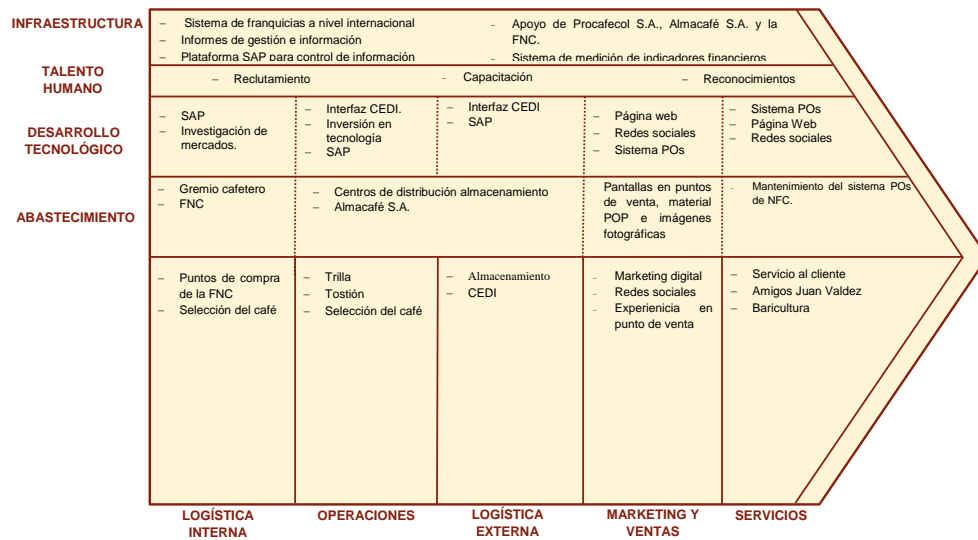 INFRAESTRUCTURA
– Sistema de franquicias a nivel internacional
– Informes de gestión e información
– Plataforma SAP para control de información
- Apoyo de Procafecol S.A., Almacafé S.A. y la
FNC.
- Sistema de medición de indicadores financieros
TALENTO
HUMANO
– Reclutamiento
- Capacitación
– Reconocimientos
DESARROLLO
TECNOLÓGICO
– SAP
– Investigación de
mercados.
– Interfaz CEDI.
– Inversión en
tecnología
– SAP
– Interfaz CEDI
– SAP
– Página web
– Redes sociales
– Sistema POs
– Sistema POs
– Página Web
– Redes sociales
ABASTECIMIENTO
– Gremio cafetero
– FNC
– Centros de distribución almacenamiento
– Almacafé S.A.
Pantallas en puntos
de venta, material
POP e imágenes
fotográficas
- Mantenimiento del sistema POs
de NFC.
– Puntos de compra
de la FNC
– Selección del café
– Trilla
– Tostión
– Selección del café
– Almacenamiento
– CEDI
- Marketing digital
- Redes sociales
- Experienicia en
punto de venta
– Servicio al cliente
– Amigos Juan Valdez
– Baricultura
LOGÍSTICA
INTERNA
OPERACIONES
LOGÍSTICA
EXTERNA
MARKETING Y
VENTAS
SERVICIOS